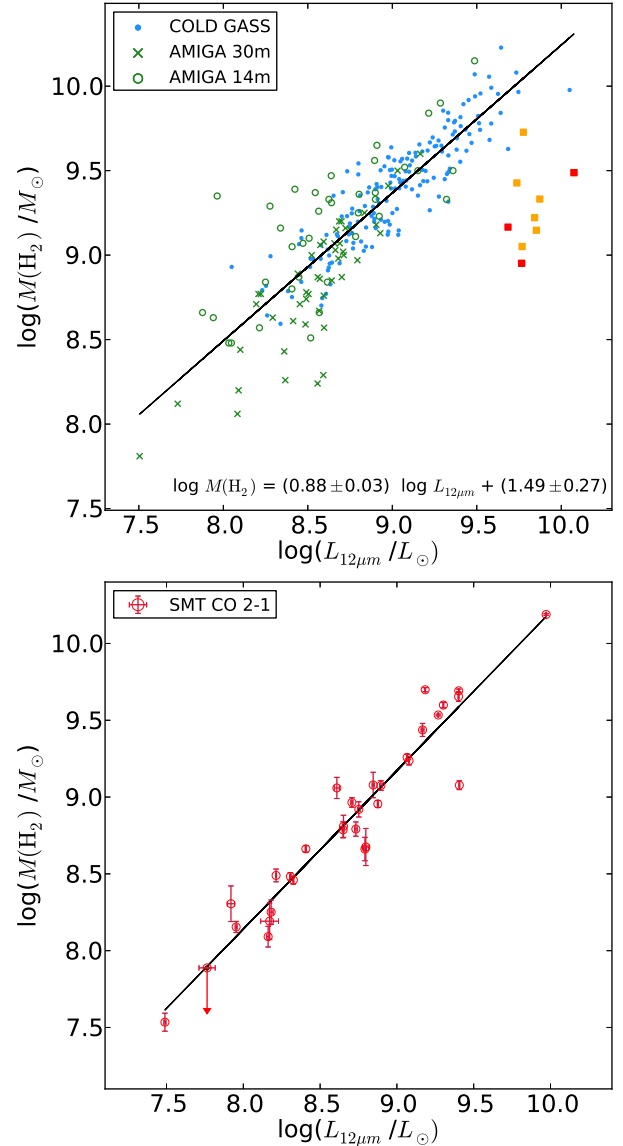 COLD GASS
AMIGA 30m
AMIGA 14m
10.0
9.5
9.0
8.5
8.0
7.5
log(M(H₂)/M☉)
log M(H₂) = (0.88±0.03) log L₁₂μm + (1.49±0.27)
7.5 8.0 8.5 9.0 9.5 10.0
log(L₁₂μm/L☉)
SMT CO 2-1
10.0
9.5
9.0
8.5
8.0
7.5
log(M(H₂)/M☉)
7.5 8.0 8.5 9.0 9.5 10.0
log(L₁₂μm/L☉)